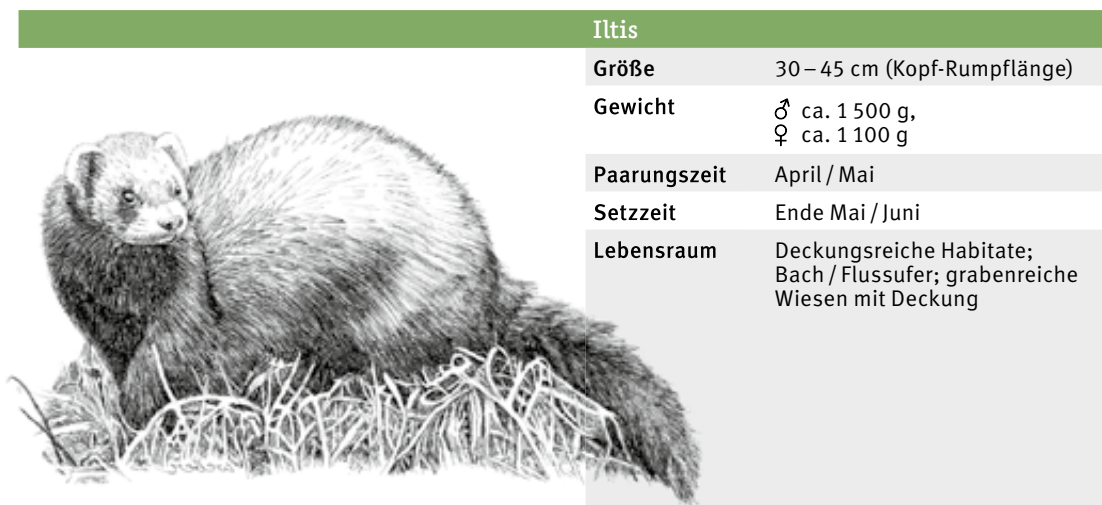 Iltis
Größe 30 – 45 cm (Kopf-Rumpflänge)
Gewicht ♂ ca. 1 500 g,
♀ ca. 1 100 g
Paarungszeit April / Mai
Setzzeit Ende Mai / Juni
Lebensraum Deckungsreiche Habitate;
Bach / Flussufer; grabenreiche
Wiesen mit Deckung